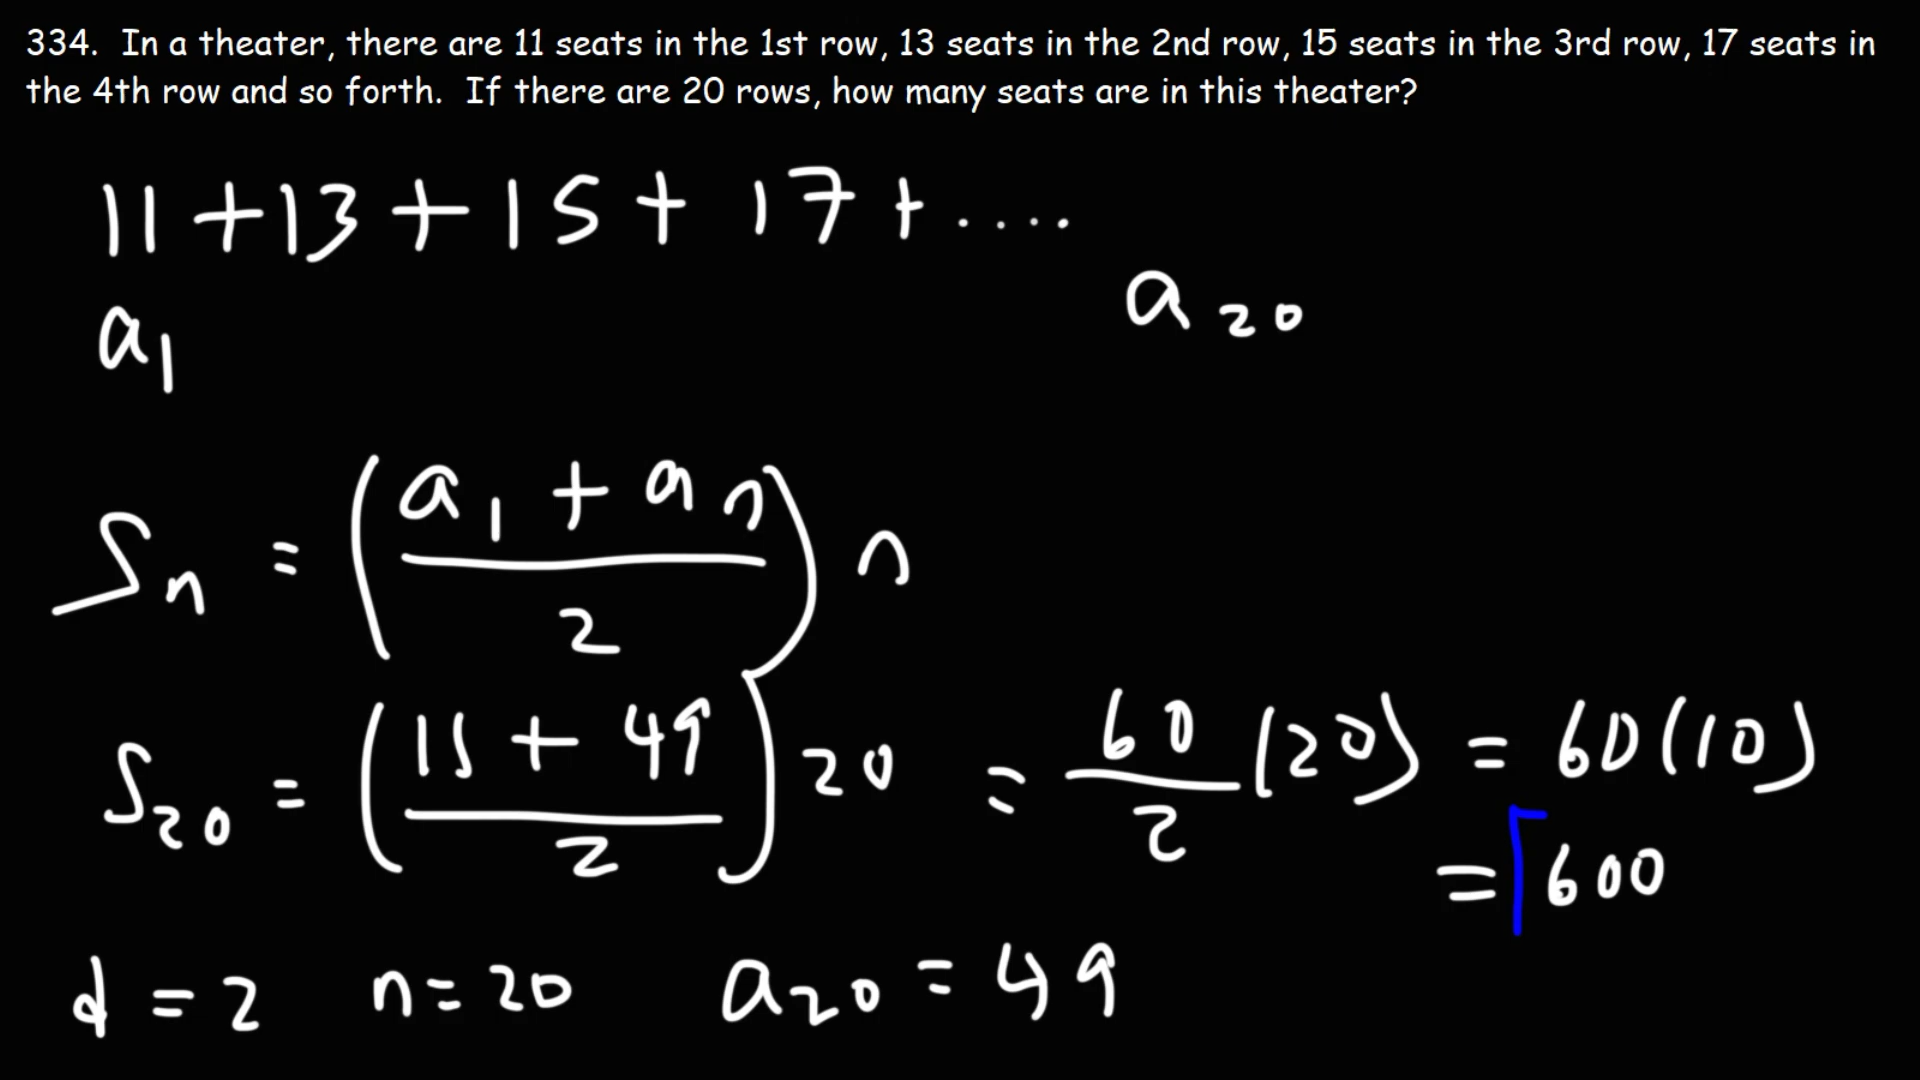 334. In a theater, there are 11 seats in the 1st row, 13 seats in the 2nd row, 15 seats in the 3rd row, 17 seats in
the 4th row and so forth. If there are 20 rows, how many seats are in this theater?
11 + 13 + 15 + 17 + ....
a₁ a₂₀
Sₙ = ((a₁ + aₙ)/2) n
S₂₀ = ((11 + 49)/2) 20 = 60/2 (20) = 60(10)
= 600
d = 2 n = 20 a₂₀ = 49